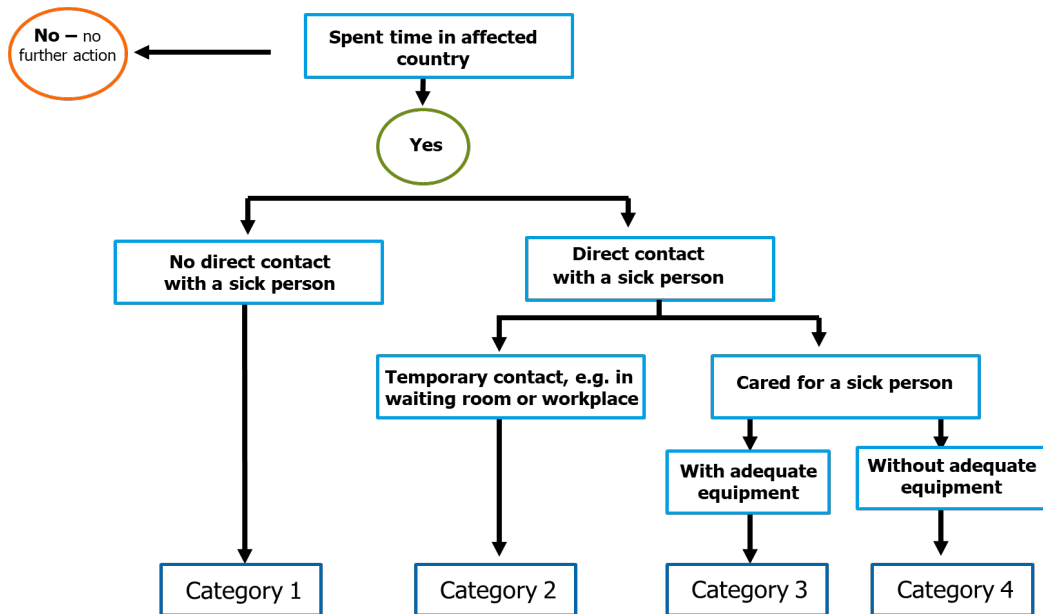 No – no
further action
Spent time in affected
country
Yes
No direct contact
with a sick person
Direct contact
with a sick person
Temporary contact, e.g. in
waiting room or workplace
Cared for a sick person
With adequate
equipment
Without adequate
equipment
Category 1
Category 2
Category 3
Category 4